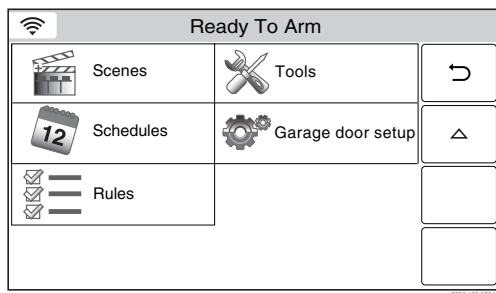 Ready To Arm
Scenes
Tools
12
Schedules
Garage door setup
Rules